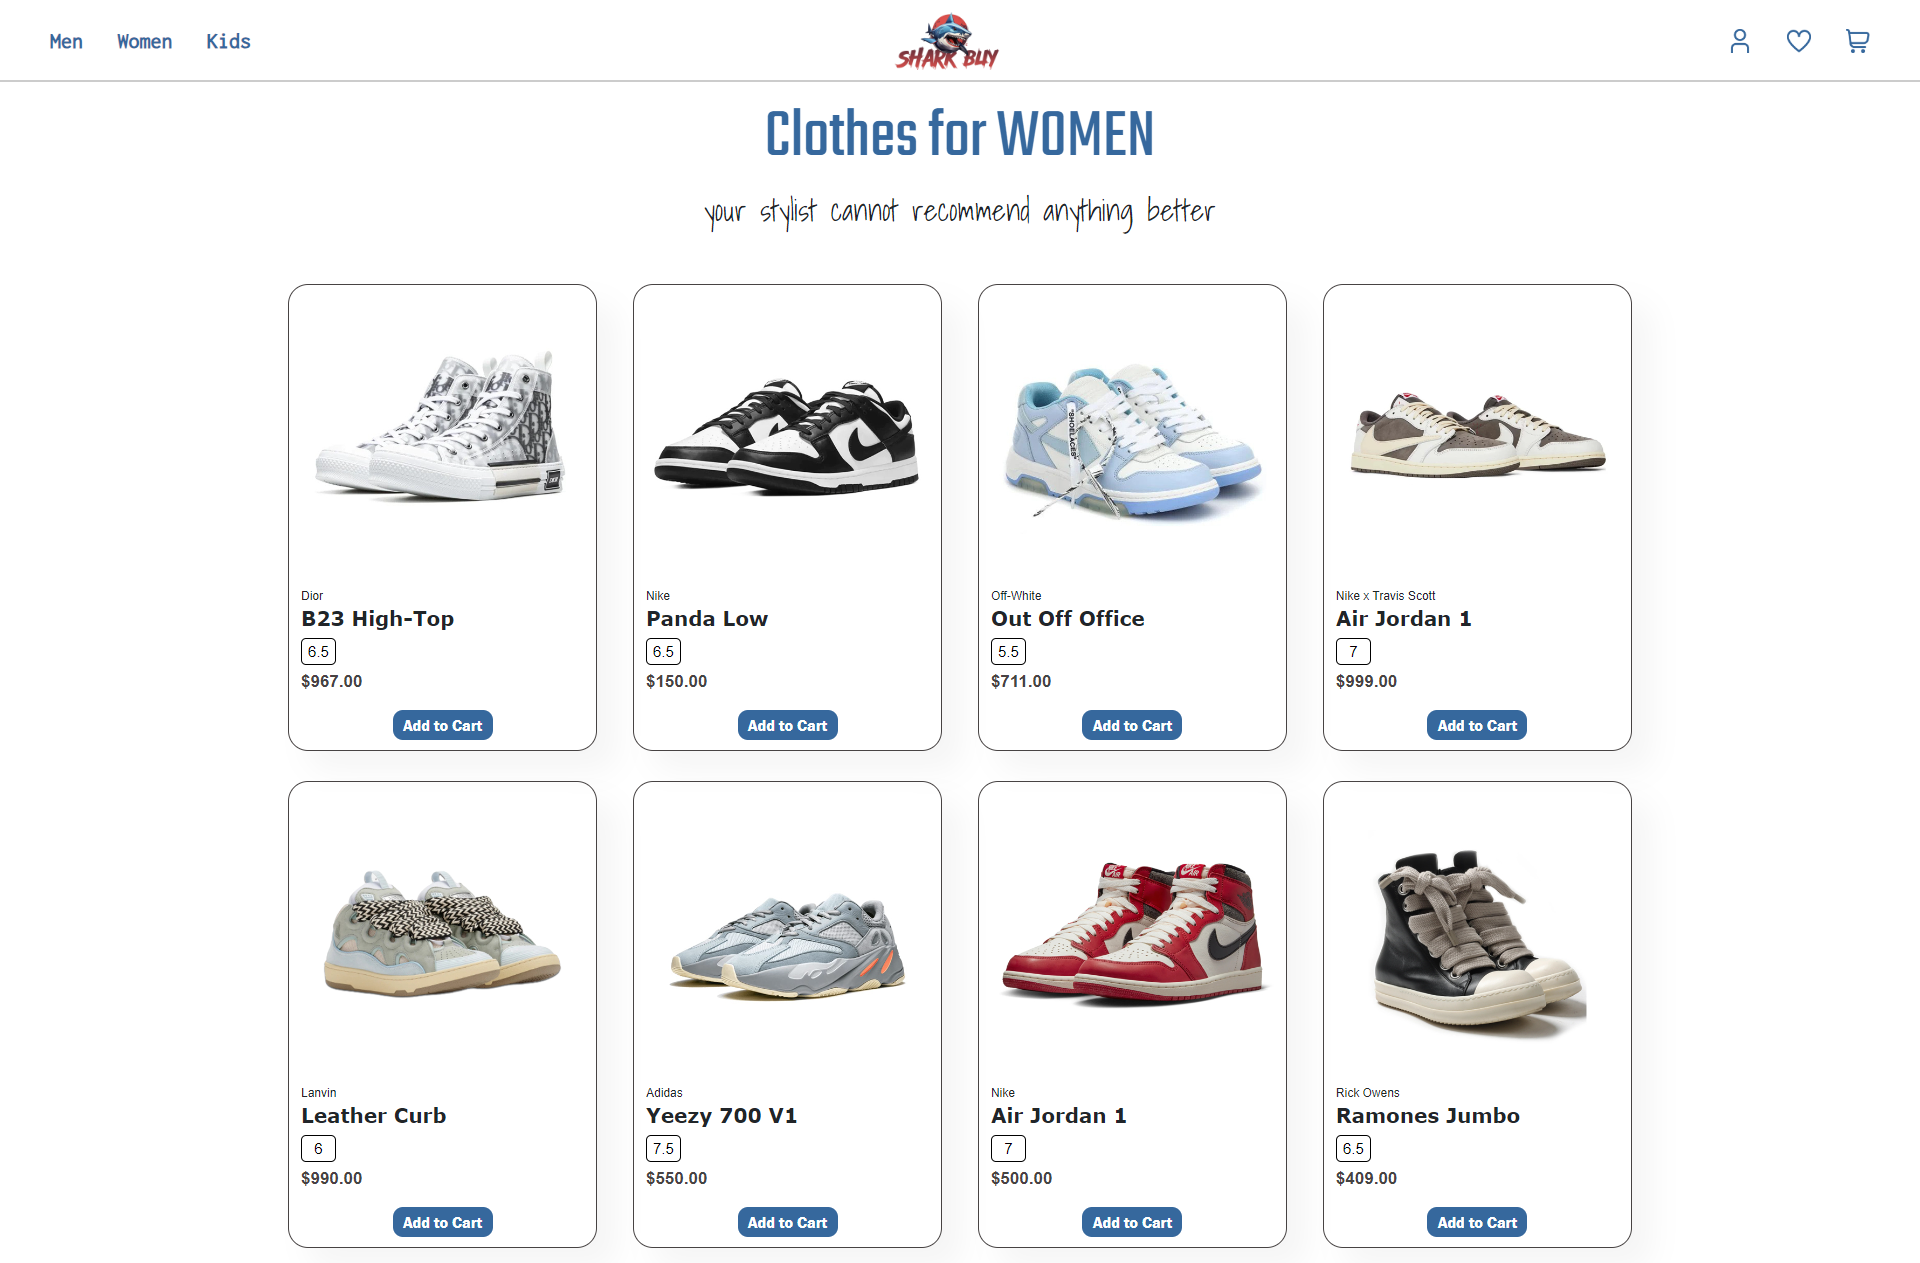 Men Women Kids
SHARK BUY
Clothes for WOMEN
your stylist cannot recommend anything better
"SHOELACES"
Dior
B23 High-Top
6.5
$967.00
Add to Cart
Nike
Panda Low
6.5
$150.00
Add to Cart
Off-White
Out Off Office
5.5
$711.00
Add to Cart
Nike x Travis Scott
Air Jordan 1
7
$999.00
Add to Cart
Lanvin
Leather Curb
6
$990.00
Add to Cart
Adidas
Yeezy 700 V1
7.5
$550.00
Add to Cart
Nike
Air Jordan 1
7
$500.00
Add to Cart
Rick Owens
Ramones Jumbo
6.5
$409.00
Add to Cart